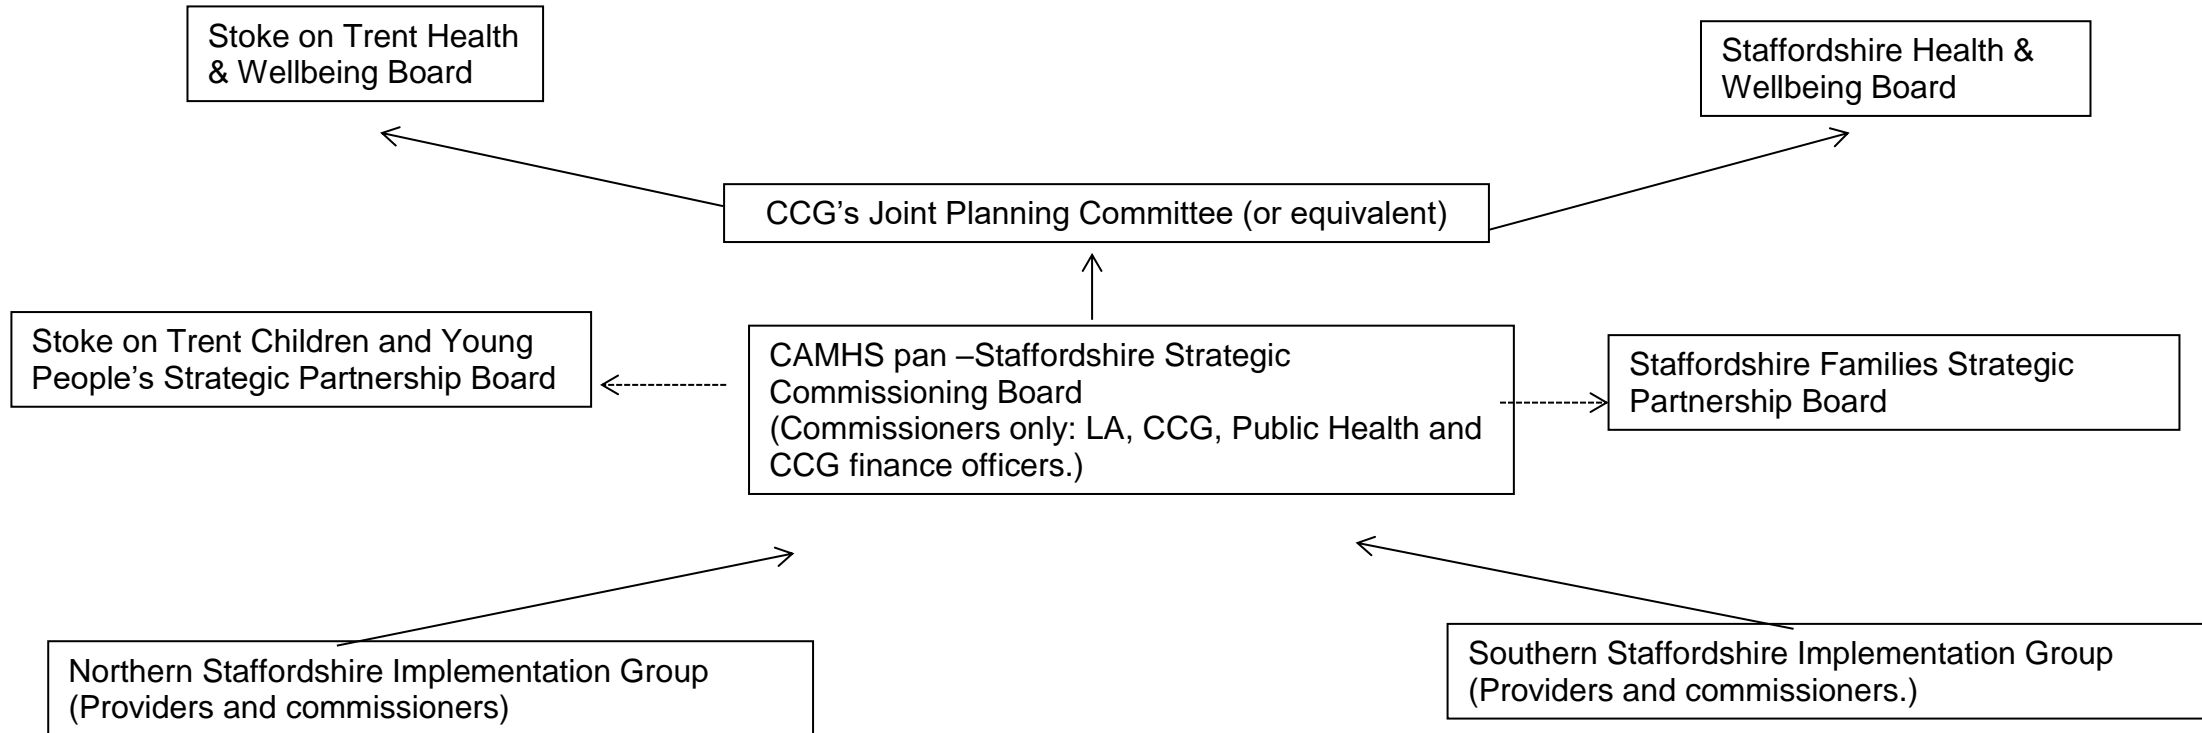 Stoke on Trent Health
& Wellbeing Board
Staffordshire Health &
Wellbeing Board
CCG’s Joint Planning Committee (or equivalent)
Stoke on Trent Children and Young
People’s Strategic Partnership Board
CAMHS pan –Staffordshire Strategic
Commissioning Board
(Commissioners only: LA, CCG, Public Health and
CCG finance officers.)
Staffordshire Families Strategic
Partnership Board
Northern Staffordshire Implementation Group
(Providers and commissioners)
Southern Staffordshire Implementation Group
(Providers and commissioners.)